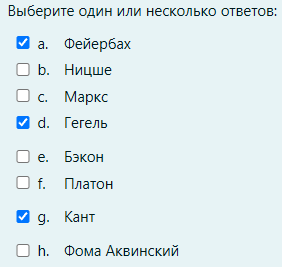 Выберите один или несколько ответов:
a. Фейербах
b. Ницше
c. Маркс
d. Гегель
e. Бэкон
f. Платон
g. Кант
h. Фома Аквинский